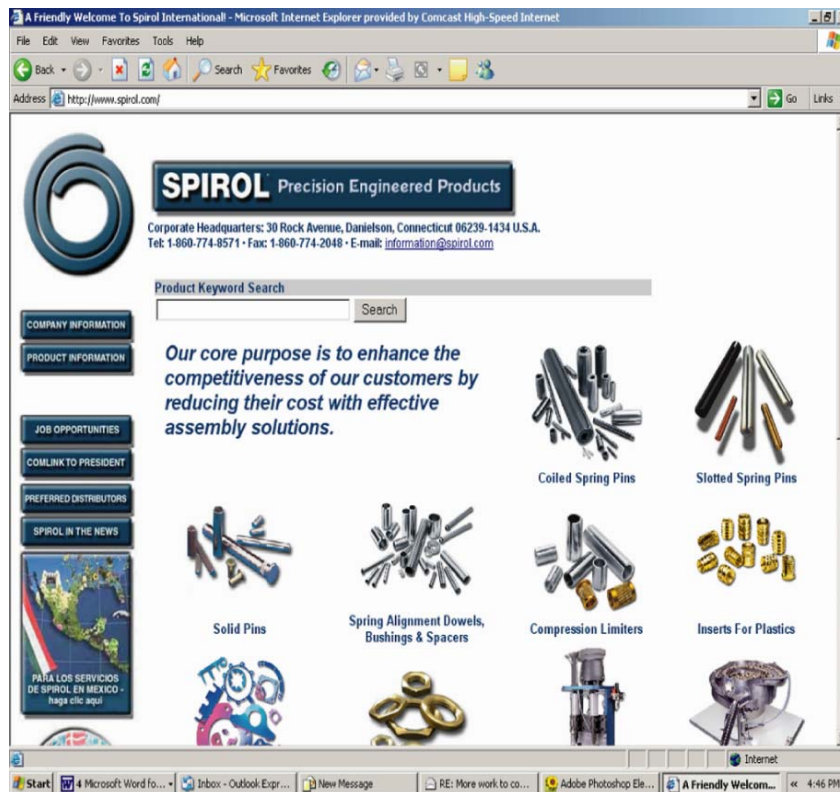 A Friendly Welcome To Spirol International! - Microsoft Internet Explorer provided by Comcast High-Speed Internet
File Edit View Favorites Tools Help
Back Search Favorites
Address http://www.spirol.com/ Go Links
SPIROL Precision Engineered Products
Corporate Headquarters: 30 Rock Avenue, Danielson, Connecticut 06239-1434 U.S.A.
Tel: 1-860-774-8571 · Fax: 1-860-774-2048 · E-mail: information@spirol.com
Product Keyword Search
Search
COMPANY INFORMATION
PRODUCT INFORMATION
JOB OPPORTUNITIES
COMLINK TO PRESIDENT
PREFERRED DISTRIBUTORS
SPIROL IN THE NEWS
PARA LOS SERVICIOS
DE SPIROL EN MEXICO -
haga clic aqui
Our core purpose is to enhance the
competitiveness of our customers by
reducing their cost with effective
assembly solutions.
Coiled Spring Pins
Slotted Spring Pins
Solid Pins
Spring Alignment Dowels,
Bushings & Spacers
Compression Limiters
Inserts For Plastics
Internet
Start 4 Microsoft Word fo... Inbox - Outlook Expr... New Message RE: More work to co... Adobe Photoshop Ele... A Friendly Welcom... « 4:46 PM